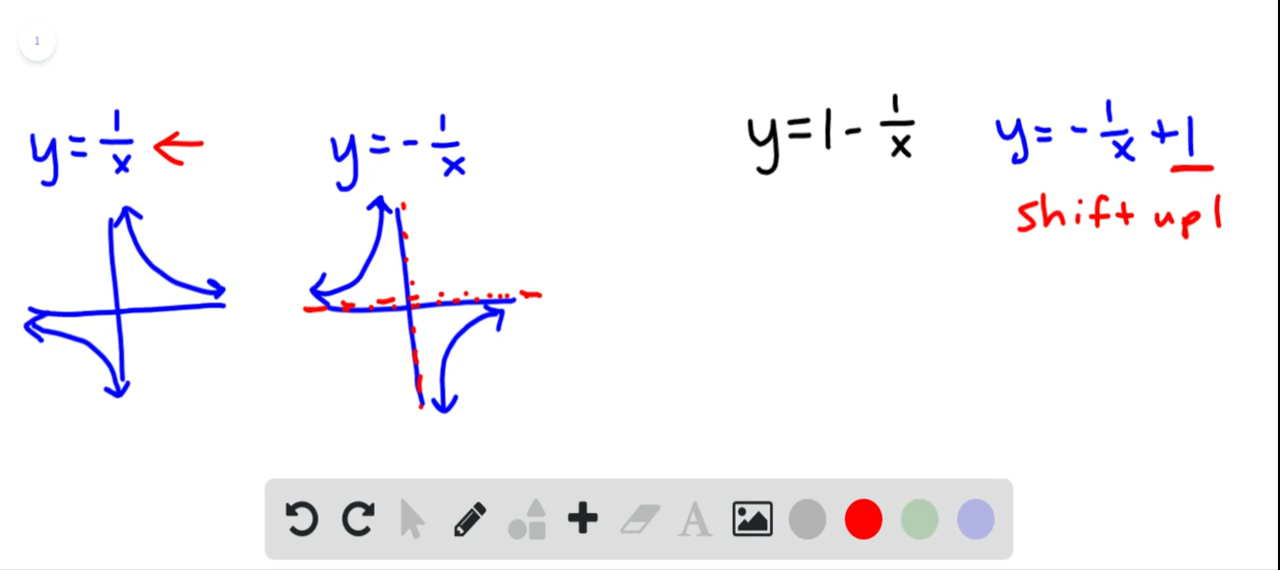 1
y = 1/x ←
y = - 1/x
y = 1 - 1/x
y = - 1/x + 1
shift up 1
A